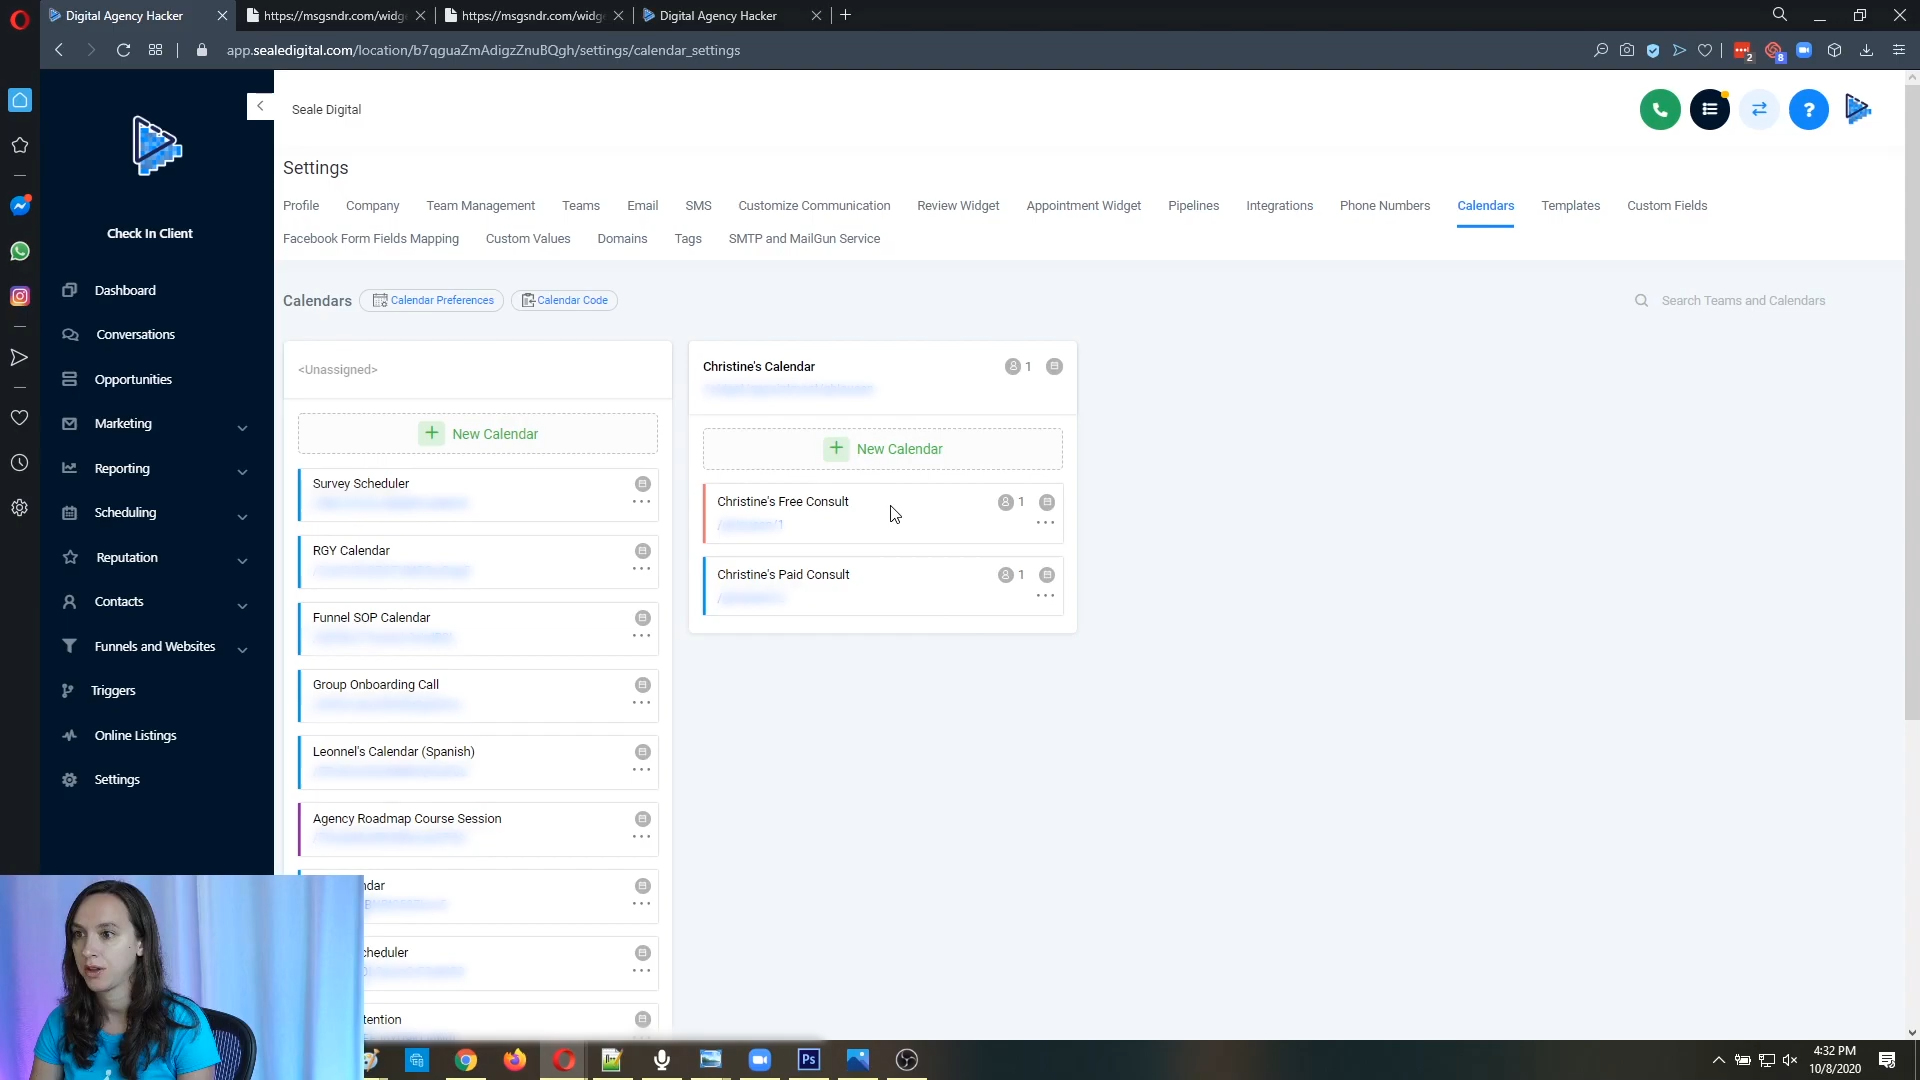 Digital Agency Hacker
https://msgsndr.com/widg
https://msgsndr.com/widg
Digital Agency Hacker
app.sealedigital.com/location/b7qguaZmAdigzZnuBQgh/settings/calendar_settings
2
8
Seale Digital
?
Settings
Profile
Company
Team Management
Teams
Email
SMS
Customize Communication
Review Widget
Appointment Widget
Pipelines
Integrations
Phone Numbers
Calendars
Templates
Custom Fields
Facebook Form Fields Mapping
Custom Values
Domains
Tags
SMTP and MailGun Service
Check In Client
Dashboard
Conversations
Opportunities
Marketing
Reporting
Scheduling
Reputation
Contacts
Funnels and Websites
Triggers
Online Listings
Settings
Calendars
Calendar Preferences
Calendar Code
Search Teams and Calendars
<Unassigned>
New Calendar
Survey Scheduler
RGY Calendar
Funnel SOP Calendar
Group Onboarding Call
Leonnel's Calendar (Spanish)
Agency Roadmap Course Session
ndar
cheduler
tention
Christine's Calendar
1
New Calendar
Christine's Free Consult
1
Christine's Paid Consult
1
Ps
4:32 PM
10/8/2020